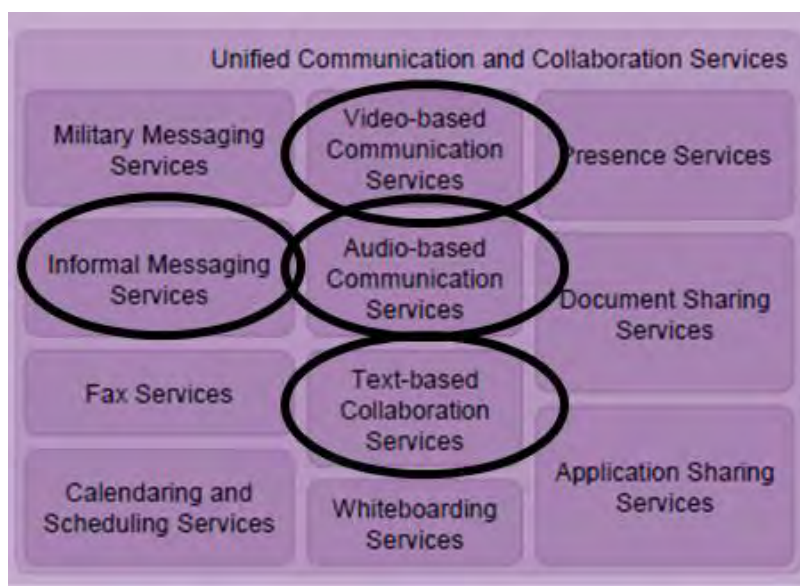 Unified Communication and Collaboration Services
Military Messaging
Services
Informal Messaging
Services
Fax Services
Calendaring and
Scheduling Services
Video-based
Communication
Services
Audio-based
Communication
Services
Text-based
Collaboration
Services
Whiteboarding
Services
Presence Services
Document Sharing
Services
Application Sharing
Services